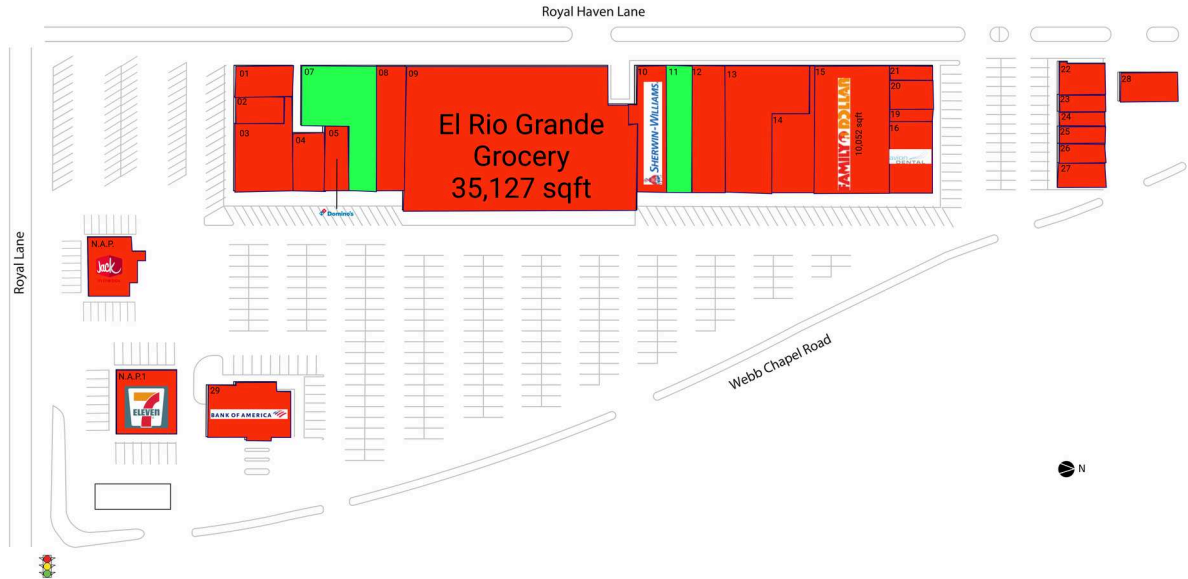 Royal Haven Lane
Royal Lane
01
02
03
04
05
Domino's
07
08
09
El Rio Grande
Grocery
35,127 sqft
10
SHERWIN-WILLIAMS
11
12
13
14
15
FAMILY DOLLAR
10,052 sqft
21
20
19
16
DENTAL
22
23
24
25
26
27
28
N.A.P.
Jack
N.A.P.1
7
ELEVEN
29
BANK OF AMERICA
Webb Chapel Road
N